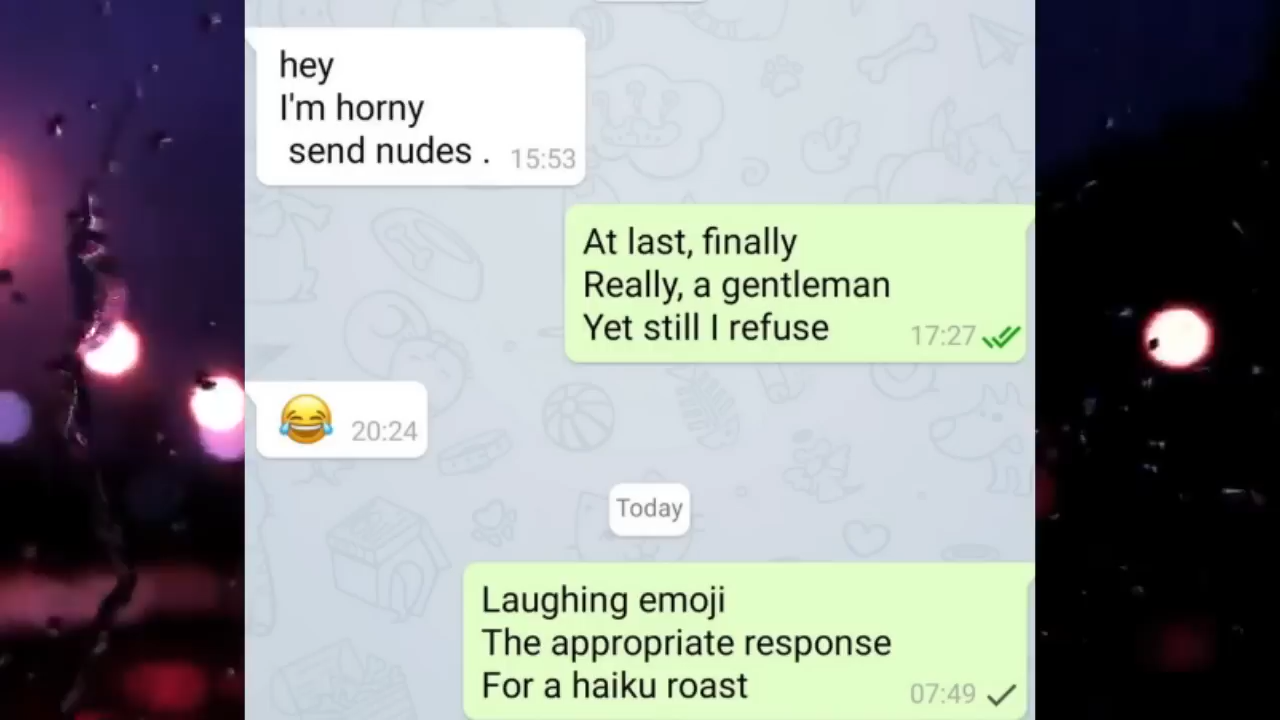 hey
I'm horny
send nudes . 15:53
At last, finally
Really, a gentleman
Yet still I refuse 17:27
😂 20:24
Today
Laughing emoji
The appropriate response
For a haiku roast 07:49